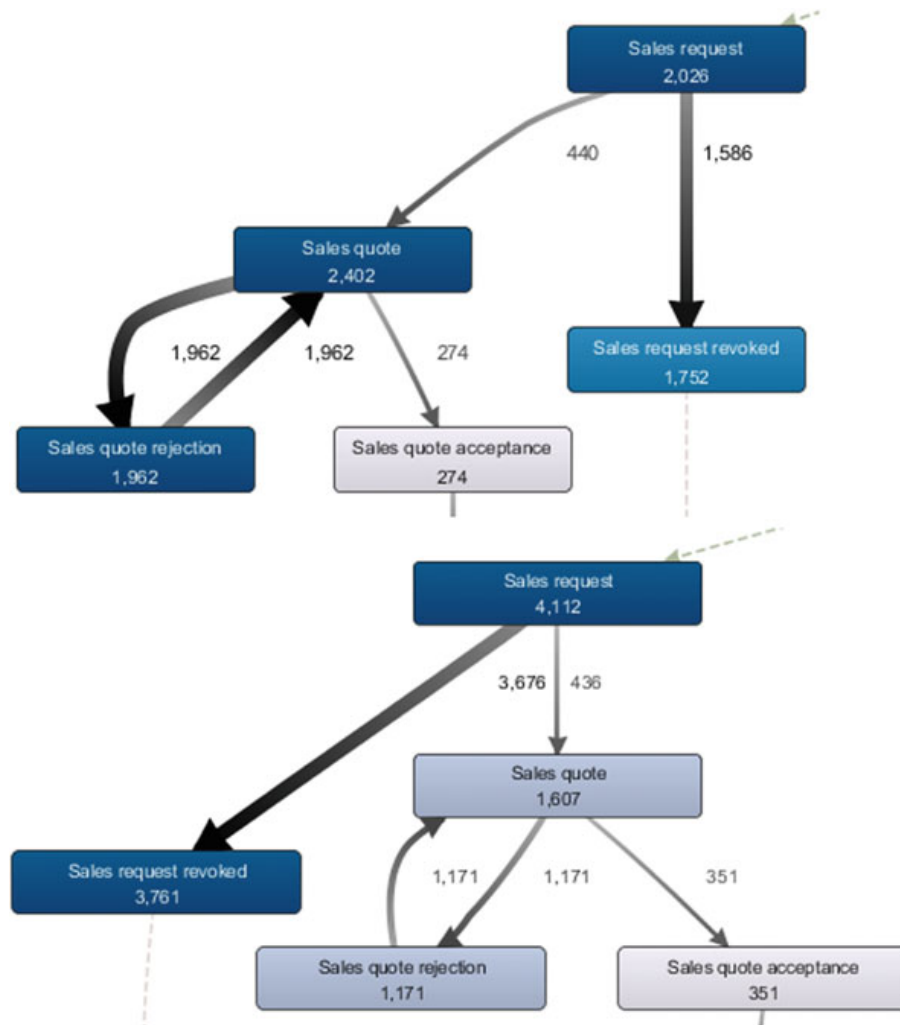 Sales request
2,026
440
1,586
Sales quote
2,402
Sales request revoked
1,752
1,962
1,962
274
Sales quote rejection
1,962
Sales quote acceptance
274
Sales request
4,112
3,676
436
Sales quote
1,607
Sales request revoked
3,761
1,171
1,171
351
Sales quote rejection
1,171
Sales quote acceptance
351